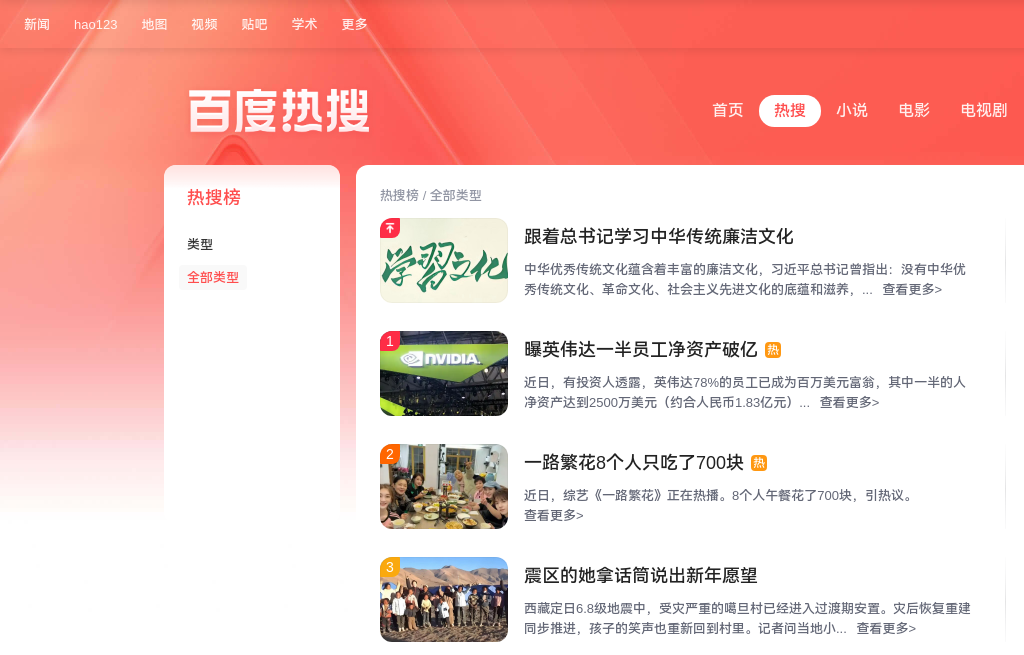 新闻 hao123 地图 视频 贴吧 学术 更多
百度热搜
首页 热搜 小说 电影 电视剧
热搜榜
类型
全部类型
热搜榜 / 全部类型
学習文化
跟着总书记学习中华传统廉洁文化
中华优秀传统文化蕴含着丰富的廉洁文化，习近平总书记曾指出：没有中华优
秀传统文化、革命文化、社会主义先进文化的底蕴和滋养，... 查看更多>
1
NVIDIA.
曝英伟达一半员工净资产破亿 热
近日，有投资人透露，英伟达78%的员工已成为百万美元富翁，其中一半的人
净资产达到2500万美元（约合人民币1.83亿元）... 查看更多>
2
一路繁花8个人只吃了700块 热
近日，综艺《一路繁花》正在热播。8个人午餐花了700块，引热议。
查看更多>
3
震区的她拿话筒说出新年愿望
西藏定日6.8级地震中，受灾严重的噶旦村已经进入过渡期安置。灾后恢复重建
同步推进，孩子的笑声也重新回到村里。记者问当地小... 查看更多>